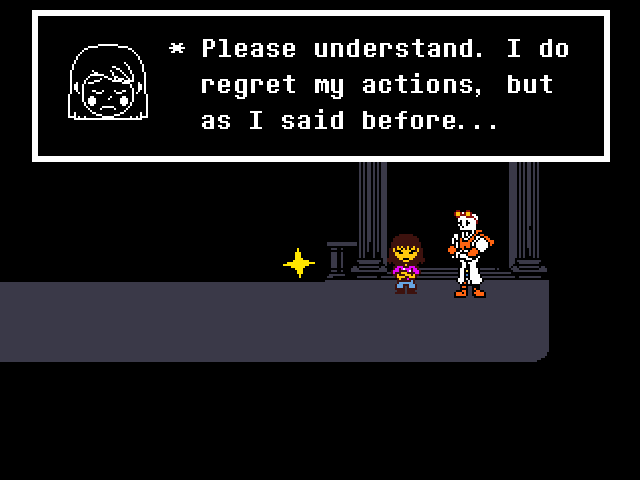 * Please understand. I do
regret my actions, but
as I said before...